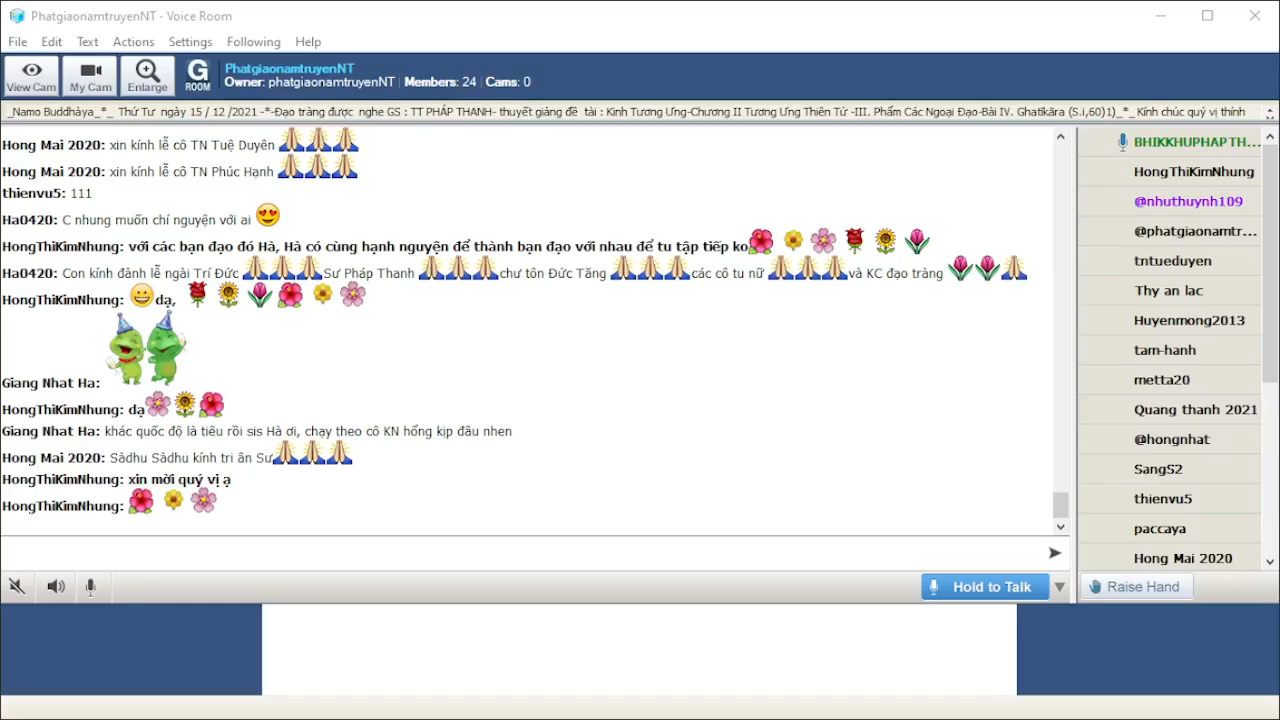 PhatgiaonamtruyenNT - Voice Room
File Edit Text Actions Settings Following Help
View Cam My Cam Enlarge G ROOM
PhatgiaonamtruyenNT
Owner: phatgiaonamtruyenNT | Members: 24 | Cams: 0
_Namo Buddhàya_*_ Thứ Tư ngày 15 / 12 /2021 -*-Đạo tràng được nghe GS : TT PHÁP THANH- thuyết giảng đề tài : Kinh Tương Ưng-Chương II Tương Ưng Thiên Tử -III. Phẩm Các Ngoại Đạo-Bài IV. Ghatìkàra (S.i,60)1)_*_ Kính chúc quý vị thính
Hong Mai 2020: xin kính lễ cô TN Tuệ Duyên
Hong Mai 2020: xin kính lễ cô TN Phúc Hạnh
thienvu5: 111
Ha0420: C nhung muốn chí nguyện với ai
HongThiKimNhung: với các bạn đạo đó Hà, Hà có cùng hạnh nguyện để thành bạn đạo với nhau để tu tập tiếp ko
Ha0420: Con kính đảnh lễ ngài Trí Đức Sư Pháp Thanh chư tôn Đức Tăng các cô tu nữ và KC đạo tràng
HongThiKimNhung: dạ,
Giang Nhat Ha:
HongThiKimNhung: dạ
Giang Nhat Ha: khác quốc độ là tiêu rồi sis Hà ơi, chạy theo cô KN hổng kịp đâu nhen
Hong Mai 2020: Sàdhu Sàdhu kính tri ân Sư
HongThiKimNhung: xin mời quý vị ạ
HongThiKimNhung:
Hold to Talk
BHIKKHUPHAPTH...
HongThiKimNhung
@nhuthuynh109
@phatgiaonamtr...
tntueduyen
Thy an lac
Huyenmong2013
tam-hanh
metta20
Quang thanh 2021
@hongnhat
SangS2
thienvu5
paccaya
Hong Mai 2020
Raise Hand